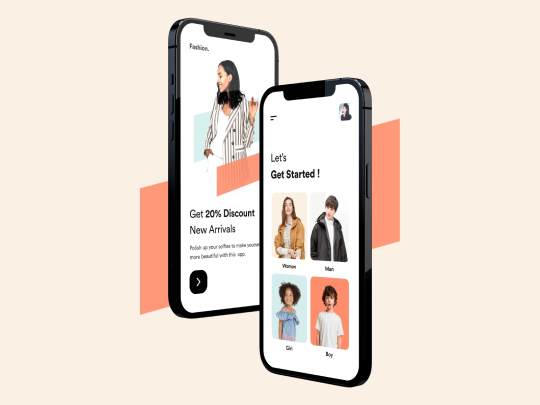 Fashion.
Get 20% Discount
New Arrivals
Polish up your selfies to make yourse
more beautiful with this app.
Let's
Get Started !
Women
Man
Girl
Boy